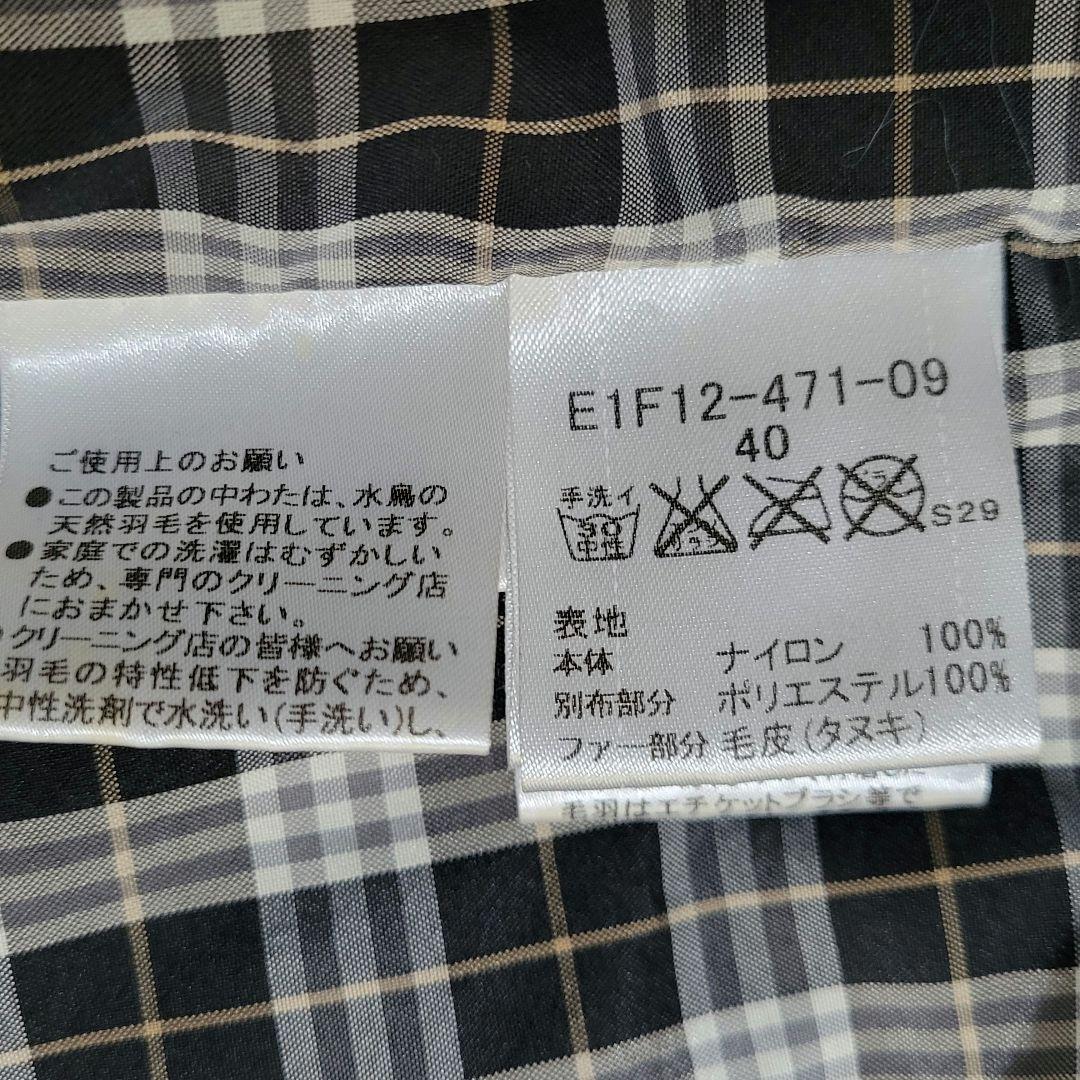 ご使用上のお願い
●この製品の中わたは、水鳥の
天然羽毛を使用しています。
●家庭での洗濯はむずかしい
ため、専門のクリーニング店
におまかせ下さい。
クリーニング店の皆様へお願い
羽毛の特性低下を防ぐため、
中性洗剤で水洗い(手洗い)し、
E1F12-471-09
40
手洗イ
30
中性
S29
表地
本体 ナイロン 100%
別布部分 ポリエステル100%
ファー部分 毛皮(タヌキ)
毛羽はエチケットブラシ等で